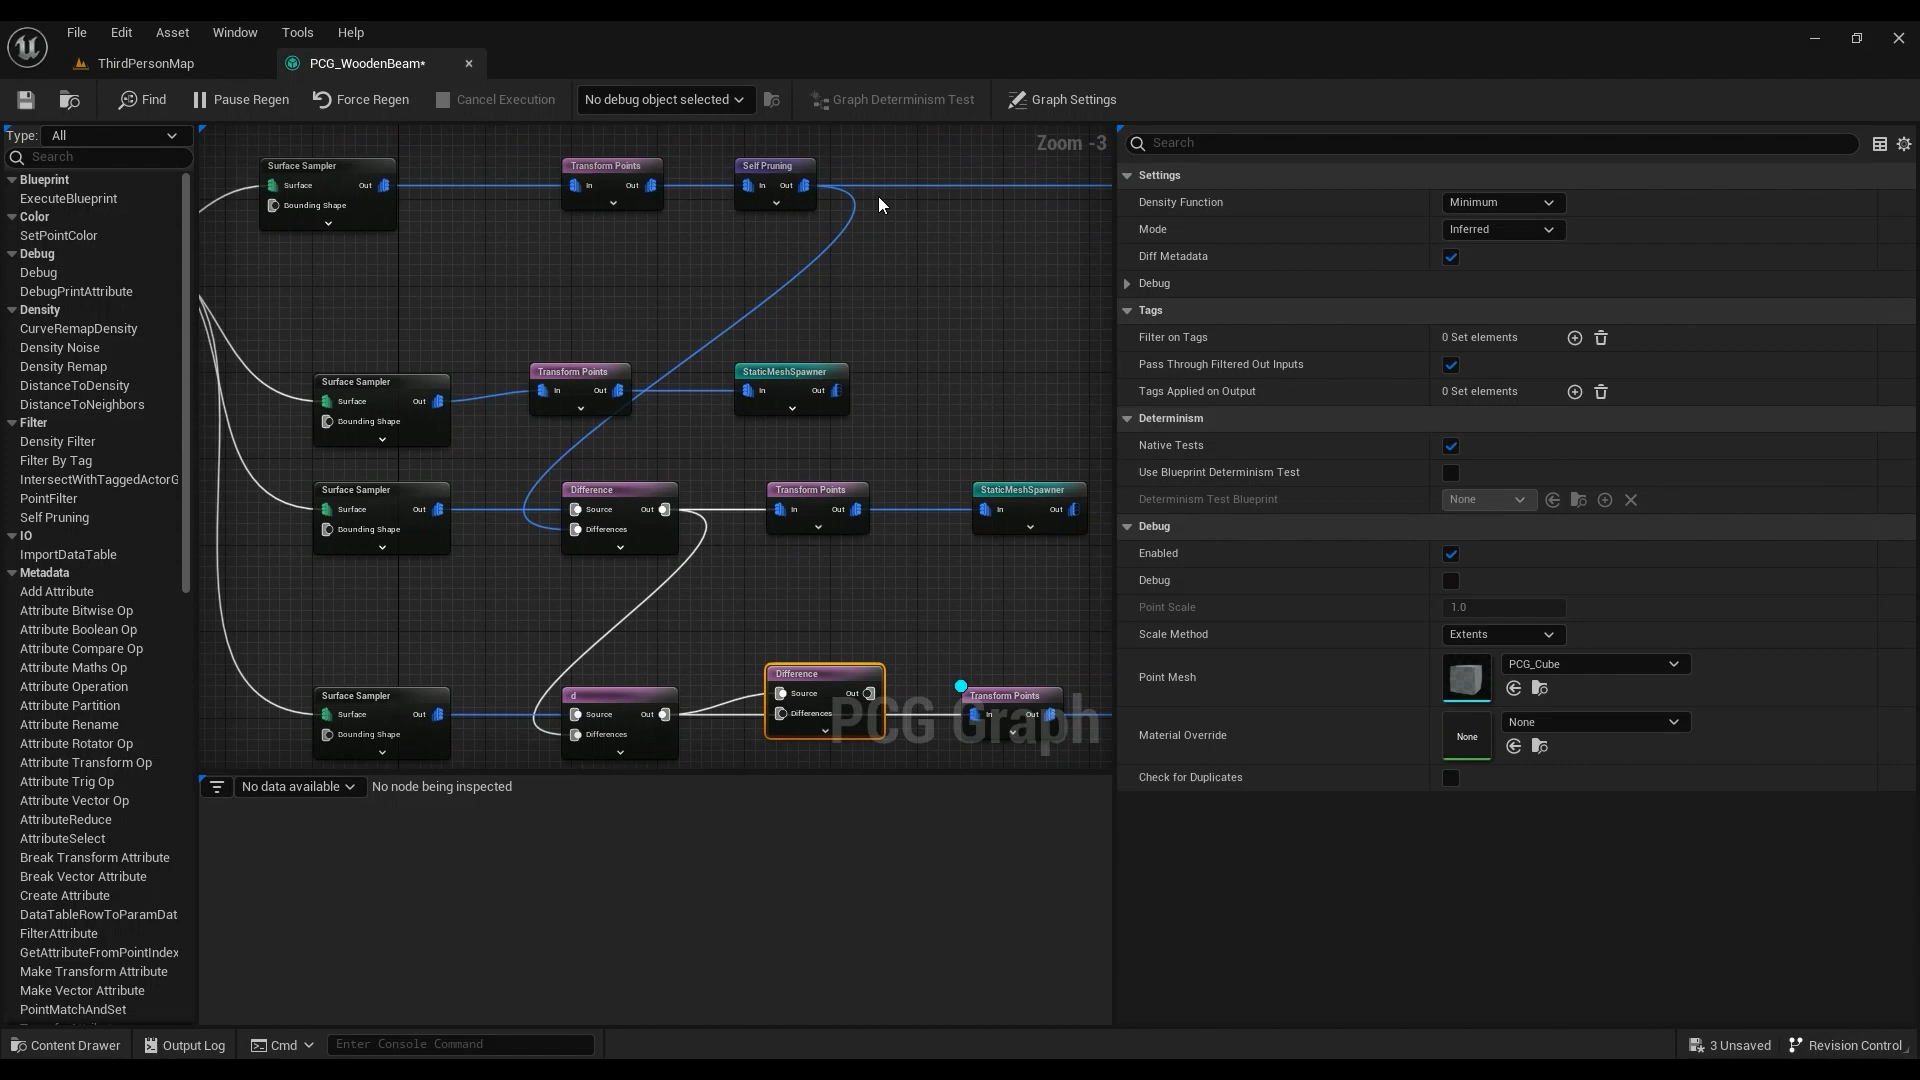 File Edit Asset Window Tools Help
ThirdPersonMap PCG_WoodenBeam*
Find Pause Regen Force Regen Cancel Execution No debug object selected Graph Determinism Test Graph Settings
Type: All
Search
Blueprint
ExecuteBlueprint
Color
SetPointColor
Debug
Debug
DebugPrintAttribute
Density
CurveRemapDensity
Density Noise
Density Remap
DistanceToDensity
DistanceToNeighbors
Filter
Density Filter
Filter By Tag
IntersectWithTaggedActorG
PointFilter
Self Pruning
IO
ImportDataTable
Metadata
Add Attribute
Attribute Bitwise Op
Attribute Boolean Op
Attribute Compare Op
Attribute Maths Op
Attribute Operation
Attribute Partition
Attribute Rename
Attribute Rotator Op
Attribute Transform Op
Attribute Trig Op
Attribute Vector Op
AttributeReduce
AttributeSelect
Break Transform Attribute
Break Vector Attribute
Create Attribute
DataTableRowToParamDat
FilterAttribute
GetAttributeFromPointIndex
Make Transform Attribute
Make Vector Attribute
PointMatchAndSet
Zoom -3
Surface Sampler
Surface Out
Bounding Shape
Transform Points
In Out
Self Pruning
In Out
Surface Sampler
Surface Out
Bounding Shape
Transform Points
In Out
StaticMeshSpawner
In Out
Surface Sampler
Surface Out
Bounding Shape
Difference
Source Out
Differences
Transform Points
In Out
StaticMeshSpawner
In Out
Surface Sampler
Surface Out
Bounding Shape
d
Source Out
Differences
Difference
Source Out
Differences
Transform Points
In Out
PCG Graph
No data available No node being inspected
Search
Settings
Density Function Minimum
Mode Inferred
Diff Metadata
Debug
Tags
Filter on Tags 0 Set elements
Pass Through Filtered Out Inputs
Tags Applied on Output 0 Set elements
Determinism
Native Tests
Use Blueprint Determinism Test
Determinism Test Blueprint None
Debug
Enabled
Debug
Point Scale 1.0
Scale Method Extents
Point Mesh PCG_Cube
Material Override None None
Check for Duplicates
Content Drawer Output Log Cmd Enter Console Command 3 Unsaved Revision Control